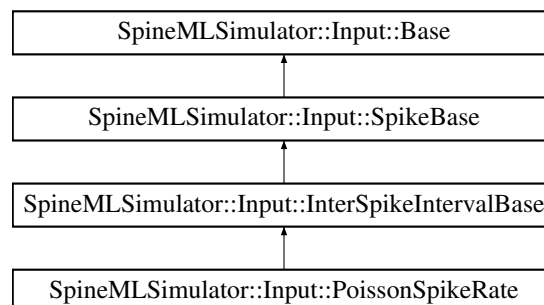 SpineMLSimulator::Input::Base
SpineMLSimulator::Input::SpikeBase
SpineMLSimulator::Input::InterSpikeIntervalBase
SpineMLSimulator::Input::PoissonSpikeRate